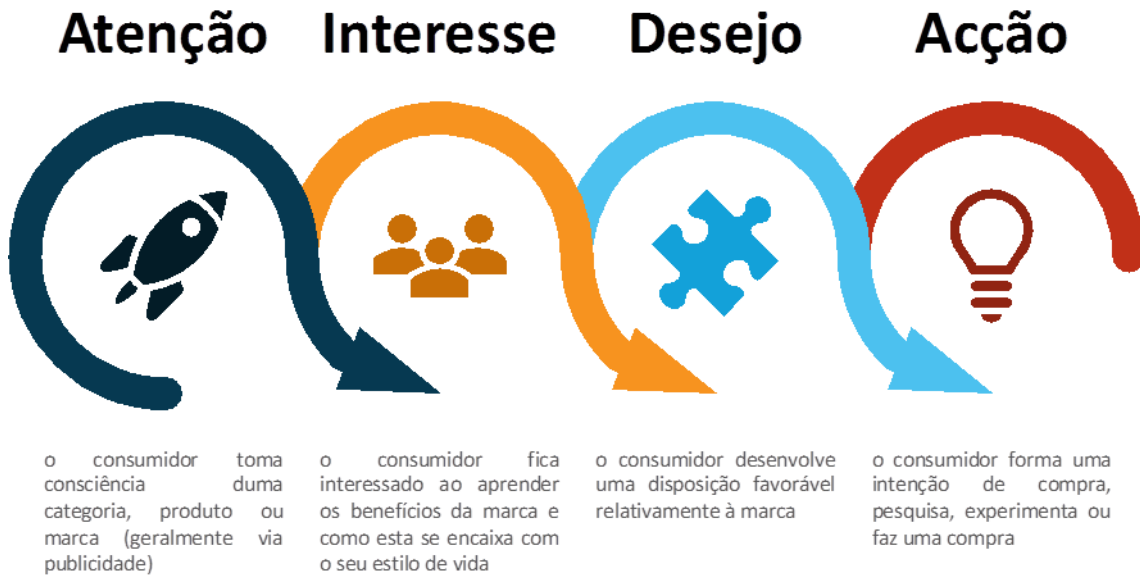 Atenção
Interesse
Desejo
Acção
o consumidor toma
consciência duma
categoria, produto ou
marca (geralmente via
publicidade)
o consumidor fica
interessado ao aprender
os benefícios da marca e
como esta se encaixa com
o seu estilo de vida
o consumidor desenvolve
uma disposição favorável
relativamente à marca
o consumidor forma uma
intenção de compra,
pesquisa, experimenta ou
faz uma compra